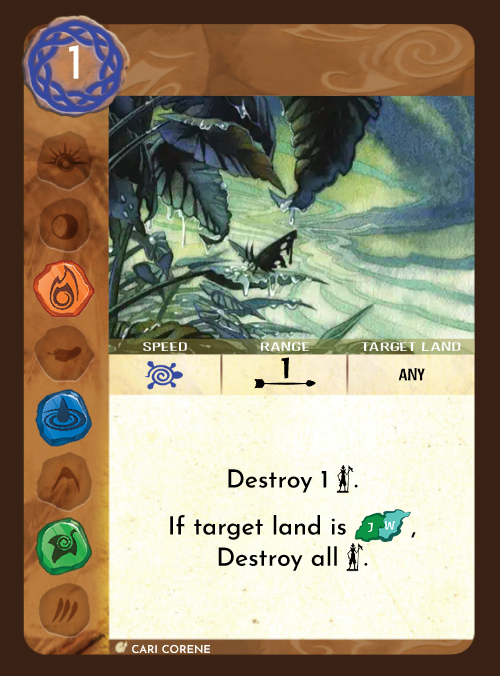 1
SPEED RANGE TARGET LAND
1 ANY
Destroy 1 .
If target land is J W ,
Destroy all .
CARI CORENE